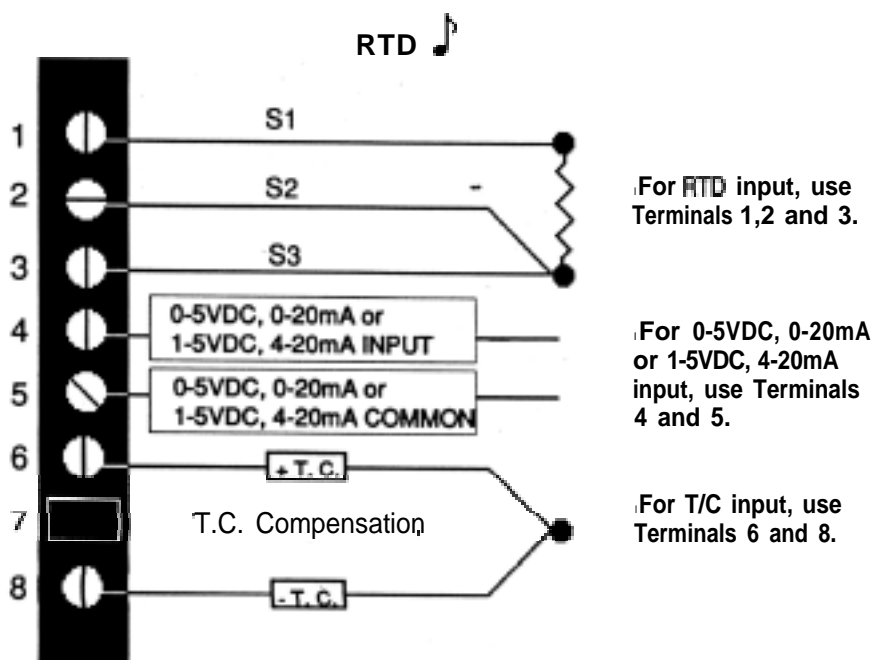 RTD
1
S1
2
S2
-
For RTD input, use
Terminals 1,2 and 3.
3
S3
4
0-5VDC, 0-20mA or
1-5VDC, 4-20mA INPUT
For 0-5VDC, 0-20mA
or 1-5VDC, 4-20mA
input, use Terminals
4 and 5.
5
0-5VDC, 0-20mA or
1-5VDC, 4-20mA COMMON
6
+ T. C.
7
T.C. Compensation
For T/C input, use
Terminals 6 and 8.
8
- T. C.